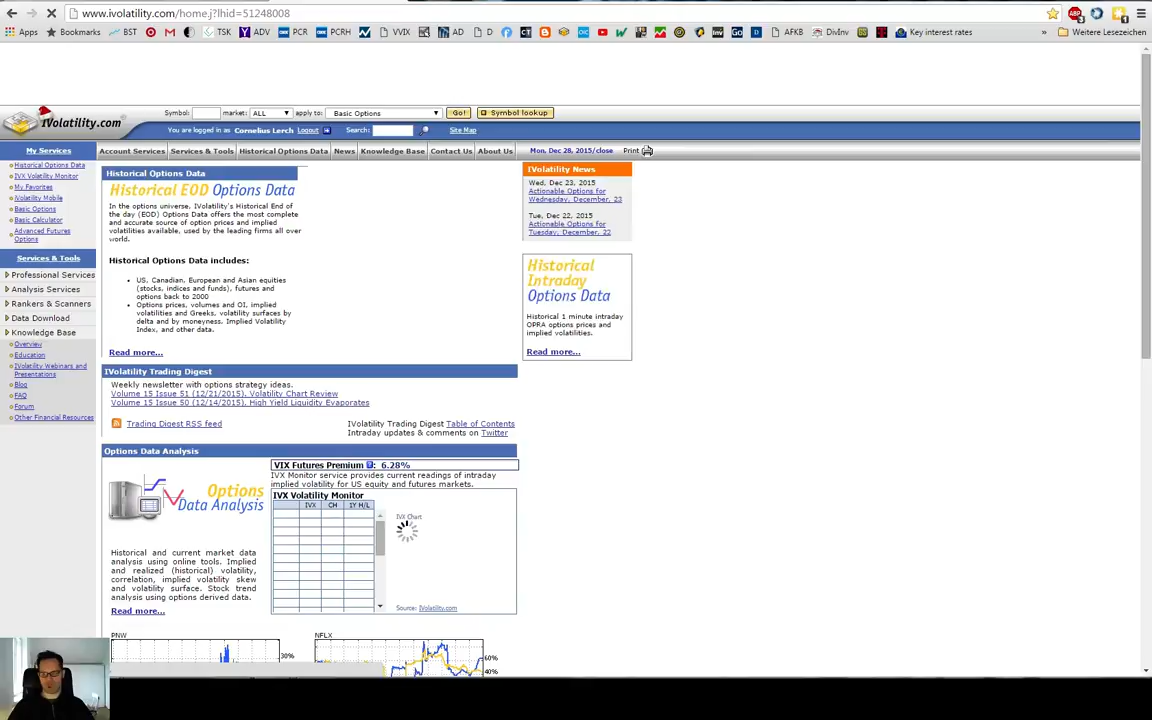 www.ivolatility.com/home.j?lhid=51248008
Apps Bookmarks BST TSK ADV PCR PCRH VVIX AD D AFKB DivInv Key interest rates » Weitere Lesezeichen
IVolatility.com
Symbol: market: ALL apply to: Basic Options Go! Symbol lookup
You are logged in as Cornelius Lerch Logout Search: Site Map
My Services
Account Services Services & Tools Historical Options Data News Knowledge Base Contact Us About Us Mon. Dec 28, 2015/close Print
Historical Options Data
IVX Volatility Monitor
My Favorites
IVolatility Mobile
Basic Options
Basic Calculator
Advanced Futures
Options
Services & Tools
Professional Services
Analysis Services
Rankers & Scanners
Data Download
Knowledge Base
Overview
Education
IVolatility Webinars and
Presentations
Blog
FAQ
Forum
Other Financial Resources
Historical Options Data
Historical EOD Options Data
In the options universe, IVolatility's Historical End of
the day (EOD) Options Data offers the most complete
and accurate source of option prices and implied
volatilities available, used by the leading firms all over
world.
Historical Options Data includes:
US, Canadian, European and Asian equities
(stocks, indices and funds), futures and
options back to 2000
Options prices, volumes and OI, implied
volatilities and Greeks, volatility surfaces by
delta and by moneyness. Implied Volatility
Index, and other data.
Read more...
IVolatility News
Wed, Dec 23, 2015
Actionable Options for
Wednesday, December, 23
Tue, Dec 22, 2015
Actionable Options for
Tuesday, December, 22
Historical
Intraday
Options Data
Historical 1 minute intraday
OPRA options prices and
implied volatilities.
Read more...
IVolatility Trading Digest
Weekly newsletter with options strategy ideas.
Volume 15 Issue 51 (12/21/2015), Volatility Chart Review
Volume 15 Issue 50 (12/14/2015), High Yield Liquidity Evaporates
Trading Digest RSS feed
IVolatility Trading Digest Table of Contents
Intraday updates & comments on Twitter
Options Data Analysis
Options
Data Analysis
Historical and current market data
analysis using online tools. Implied
and realized (historical) volatility,
correlation, implied volatility skew
and volatility surface. Stock trend
analysis using options derived data.
Read more...
VIX Futures Premium ?: 6.28%
IVX Monitor service provides current readings of intraday
implied volatility for US equity and futures markets.
IVX Volatility Monitor
IVX CH IY H/L
IVX Chart
Source: IVolatility.com
PNW
30%
NFLX
60%
40%